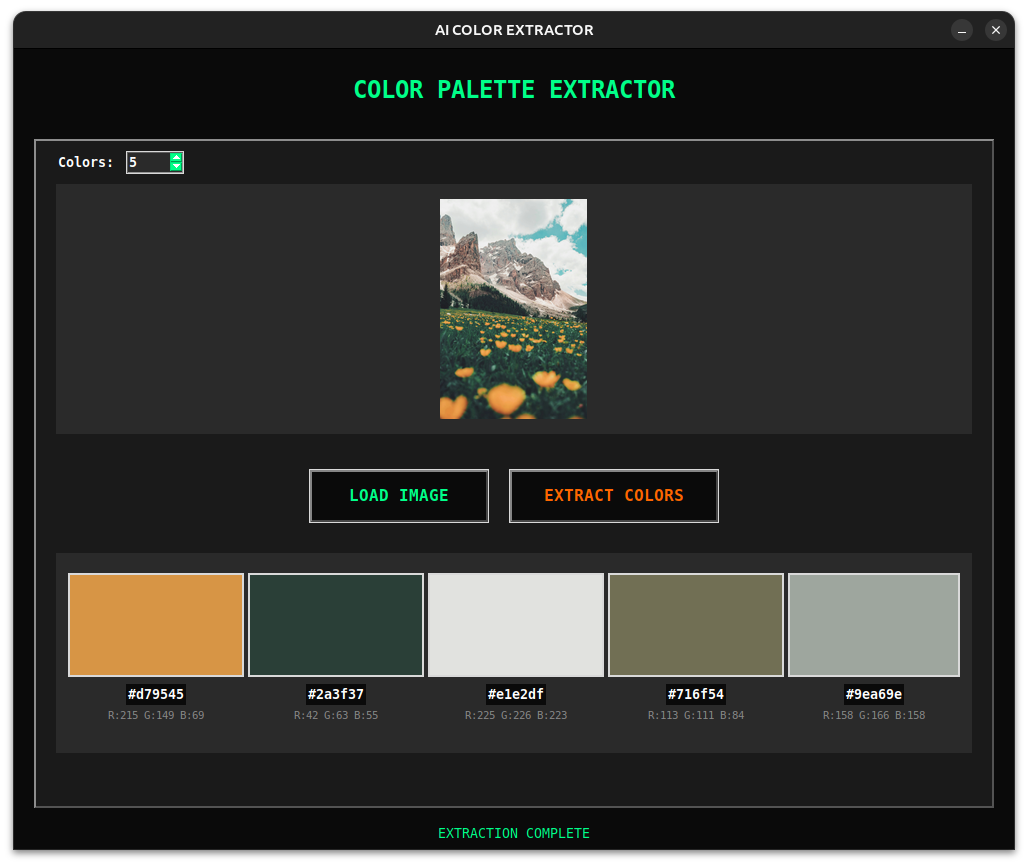 AI COLOR EXTRACTOR
COLOR PALETTE EXTRACTOR
Colors: 5
LOAD IMAGE EXTRACT COLORS
#d79545 #2a3f37 #e1e2df #716f54 #9ea69e
R:215 G:149 B:69 R:42 G:63 B:55 R:225 G:226 B:223 R:113 G:111 B:84 R:158 G:166 B:158
EXTRACTION COMPLETE